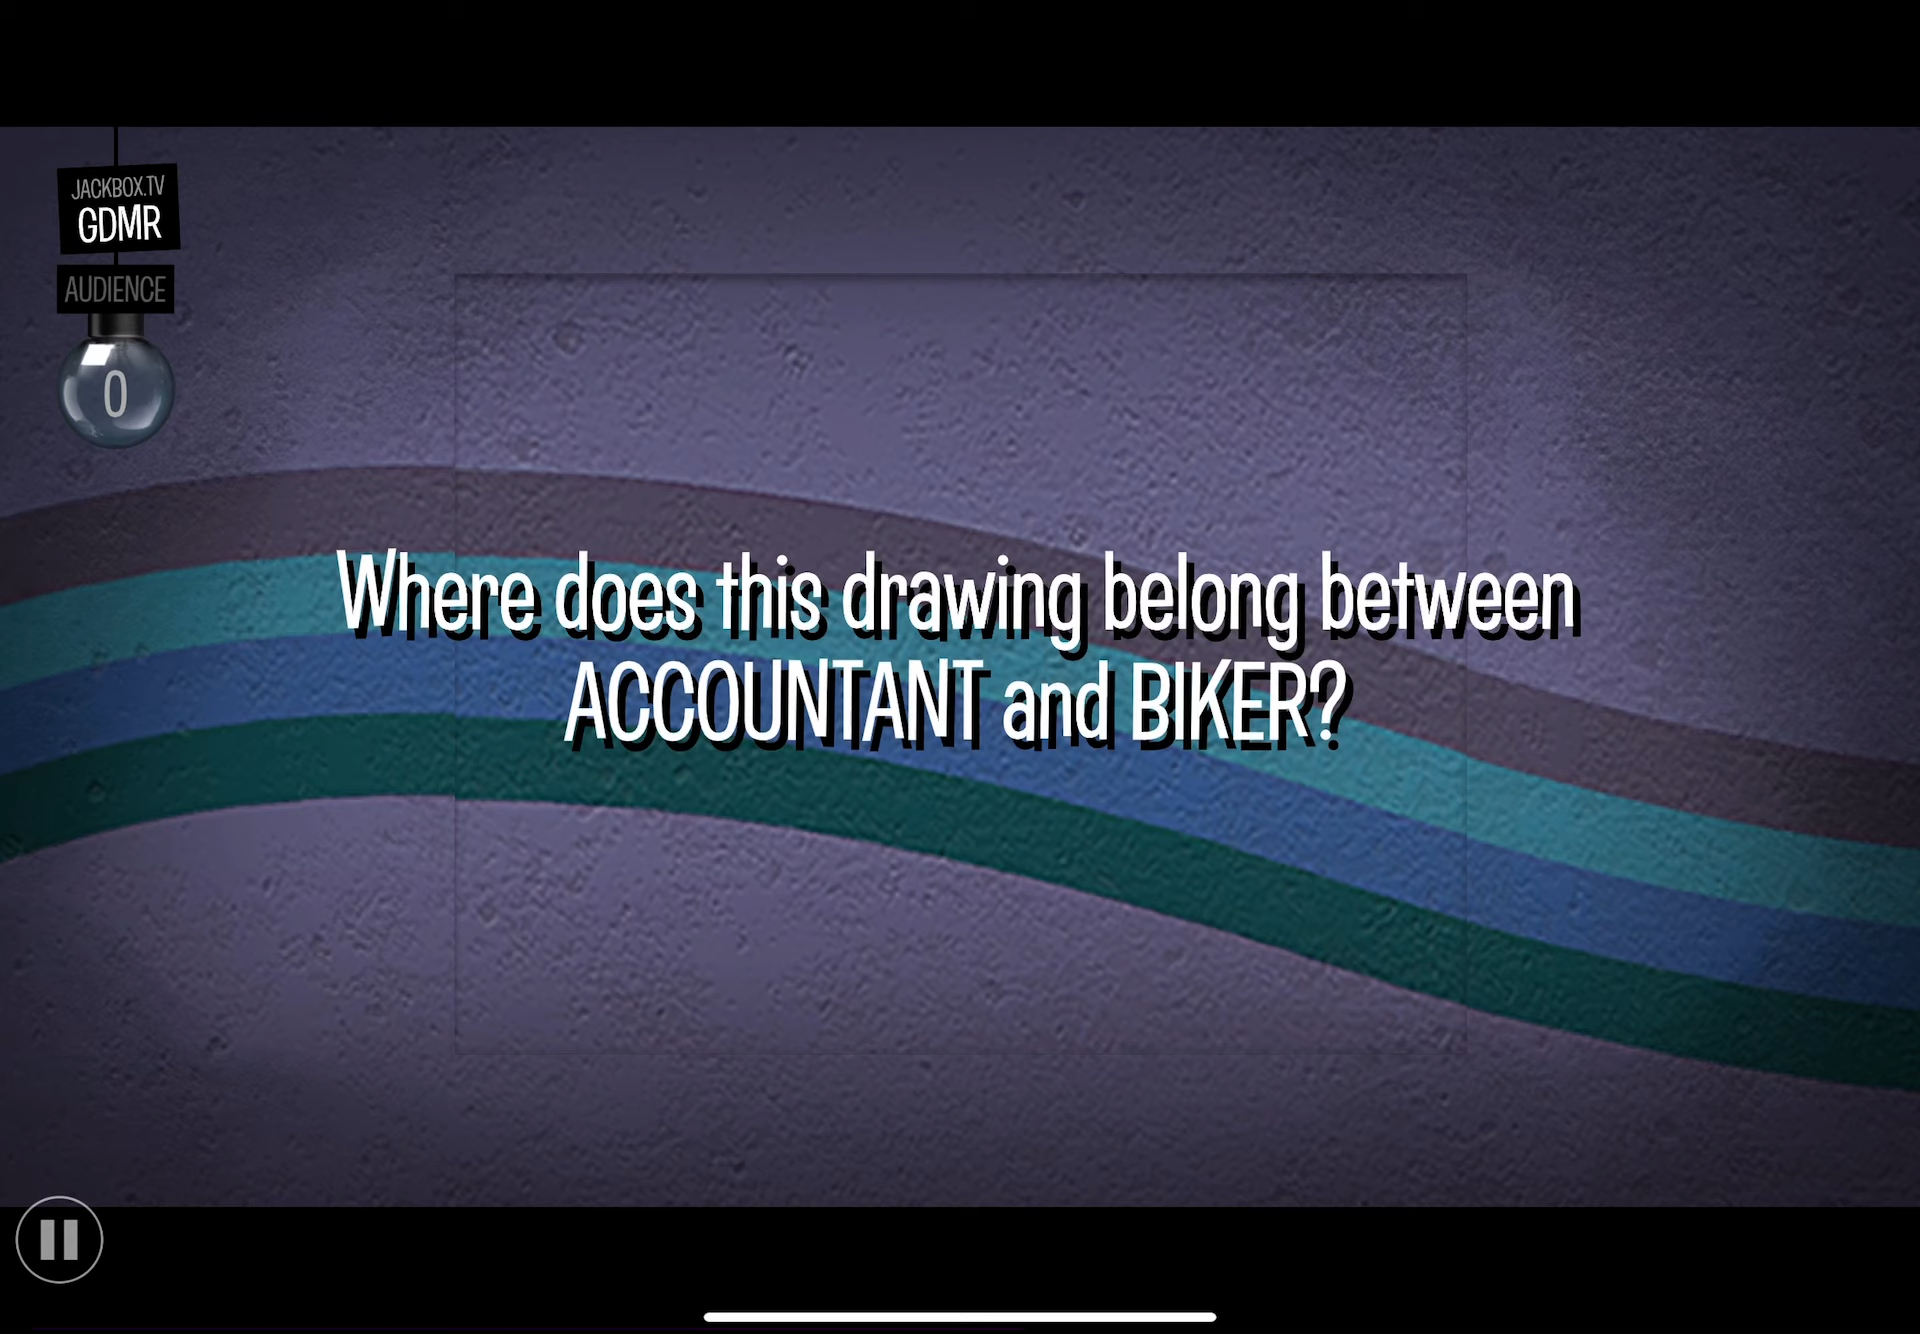 JACKBOX.TV
GDMR
AUDIENCE
0
Where does this drawing belong between
ACCOUNTANT and BIKER?